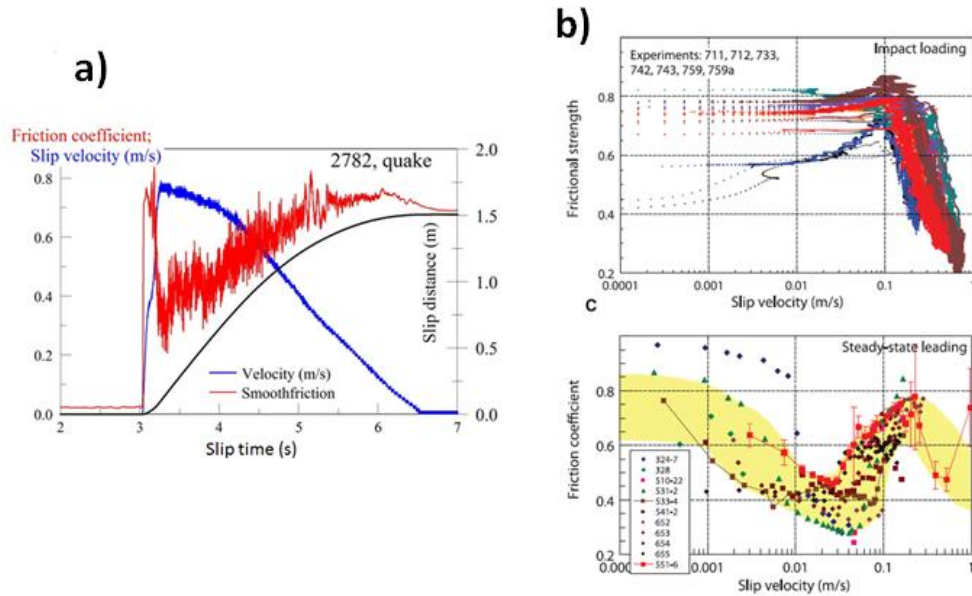 a)
Friction coefficient;
Slip velocity (m/s)
2782, quake
0.8
0.6
0.4
0.2
0.0
2.0
1.5
1.0
0.5
0.0
Slip distance (m)
Velocity (m/s)
Smoothfriction
2 3 4 5 6 7
Slip time (s)
b)
Experiments: 711, 712, 733,
742, 743, 759, 759a
Impact loading
Frictional strength
0.8
0.6
0.4
0.2
0.0001 0.001 0.01 0.1 1
Slip velocity (m/s)
c
Steady-state leading
Friction coefficient
0.8
0.6
0.4
0.2
324-7
328
510-22
531-2
533-4
541-2
652
653
654
655
551-6
0.000 0.001 0.01 0.1 1
Slip velocity (m/s)